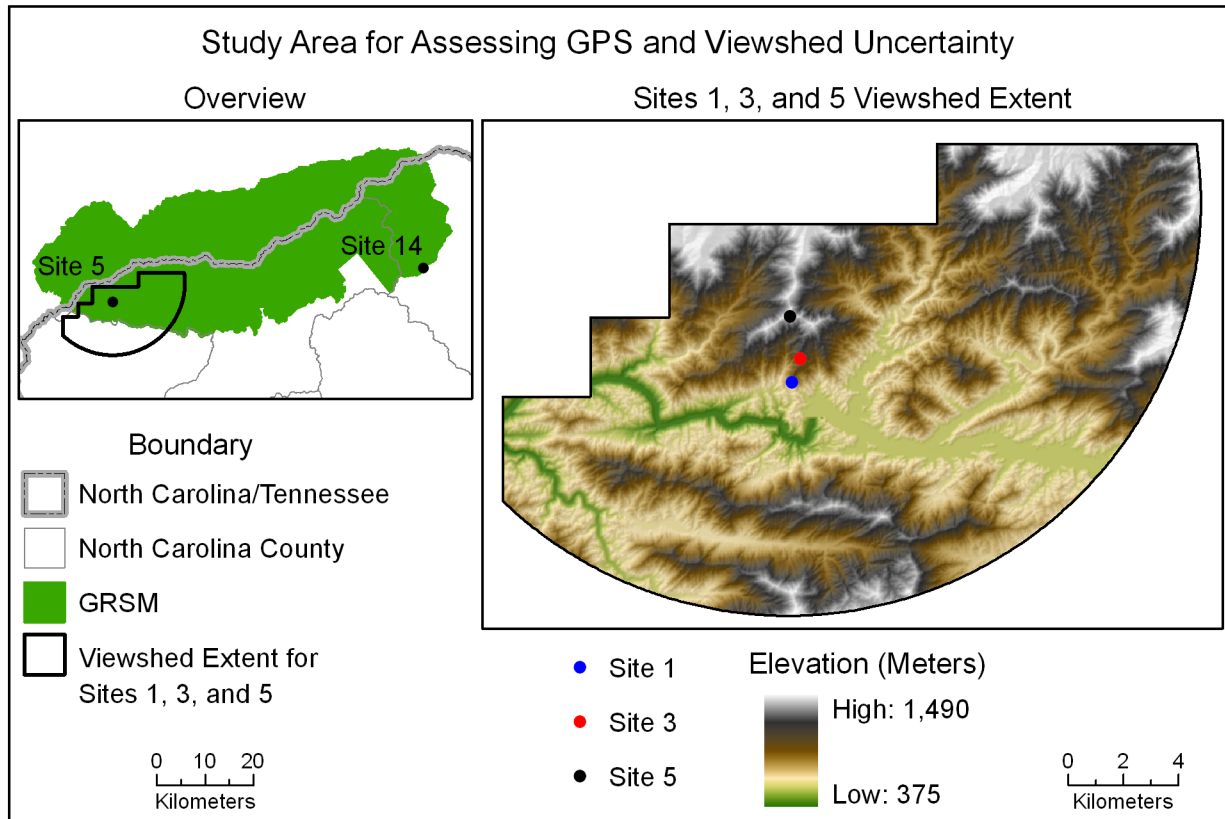 Study Area for Assessing GPS and Viewshed Uncertainty
Overview
Site 5
Site 14
Boundary
North Carolina/Tennessee
North Carolina County
GRSM
Viewshed Extent for
Sites 1, 3, and 5
0 10 20
Kilometers
Sites 1, 3, and 5 Viewshed Extent
Site 1
Site 3
Site 5
Elevation (Meters)
High: 1,490
Low: 375
0 2 4
Kilometers